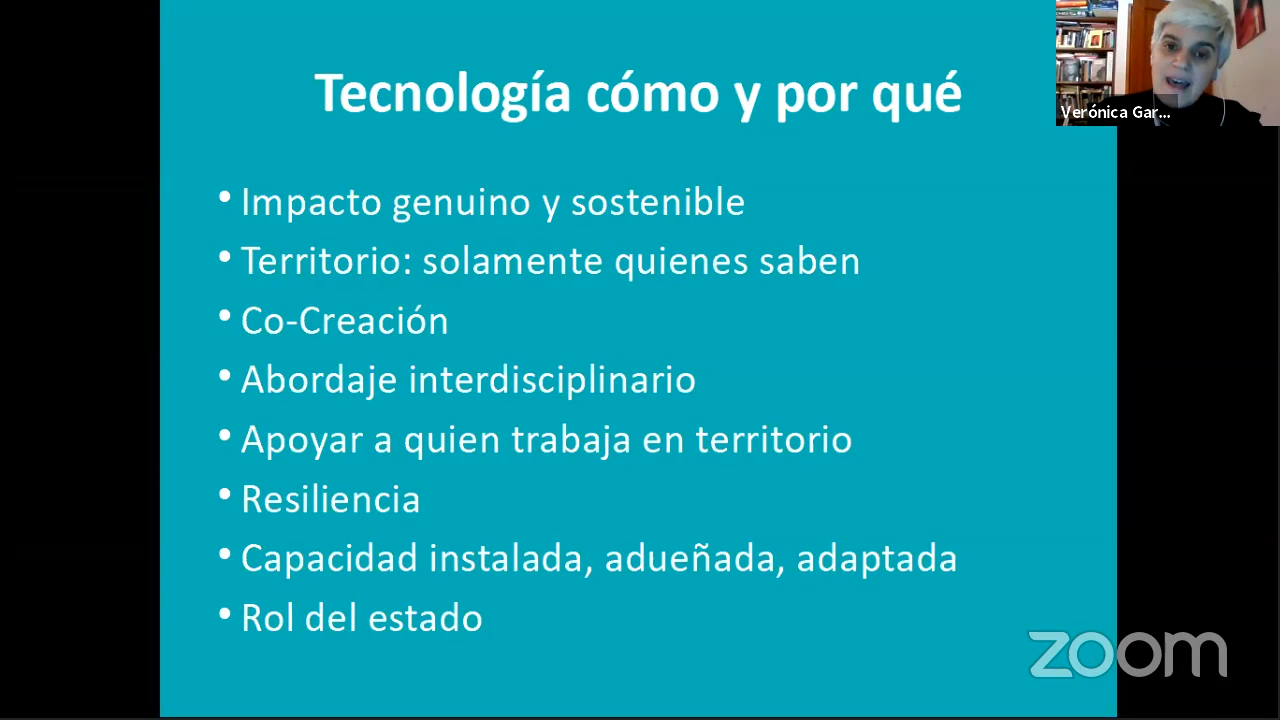 Tecnología cómo y por qué
Verónica Gar...
• Impacto genuino y sostenible
• Territorio: solamente quienes saben
• Co-Creación
• Abordaje interdisciplinario
• Apoyar a quien trabaja en territorio
• Resiliencia
• Capacidad instalada, adueñada, adaptada
• Rol del estado
zoom